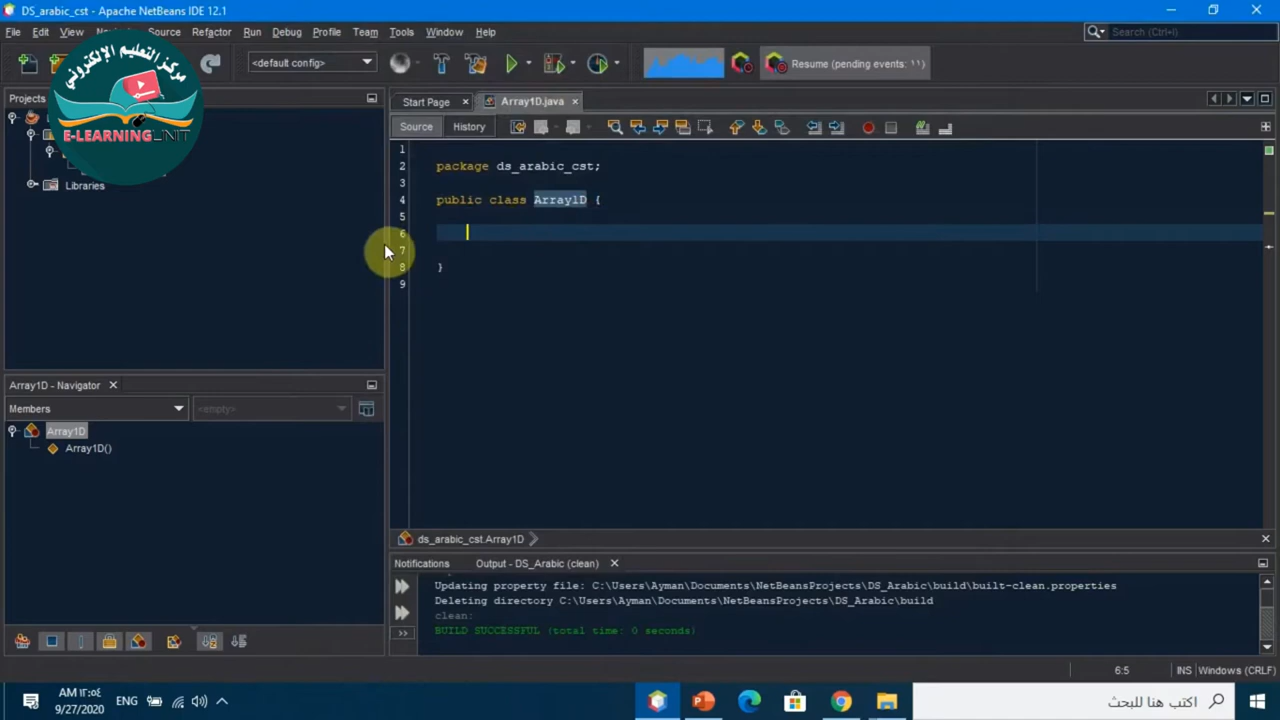 DS_arabic_cst - Apache NetBeans IDE 12.1
File Edit View Source Refactor Run Debug Profile Team Tools Window Help
Search (Ctrl+I)
<default config>
Resume (pending events: 11)
مركز التعليم الإلكتروني
E-LEARNING UNIT
Projects
Libraries
Start Page
Array1D.java
Source History
1
2 package ds_arabic_cst;
3
4 public class Array1D {
5
6
7
8 }
9
ds_arabic_cst.Array1D
Array1D - Navigator
Members
<empty>
Array1D
Array1D()
Notifications Output - DS_Arabic (clean)
Updating property file: C:\Users\Ayman\Documents\NetBeansProjects\DS_Arabic\build\built-clean.properties
Deleting directory C:\Users\Ayman\Documents\NetBeansProjects\DS_Arabic\build
clean:
BUILD SUCCESSFUL (total time: 0 seconds)
6:5 INS Windows (CRLF)
AM ١٢:٥٤
9/27/2020
ENG
اكتب هنا للبحث